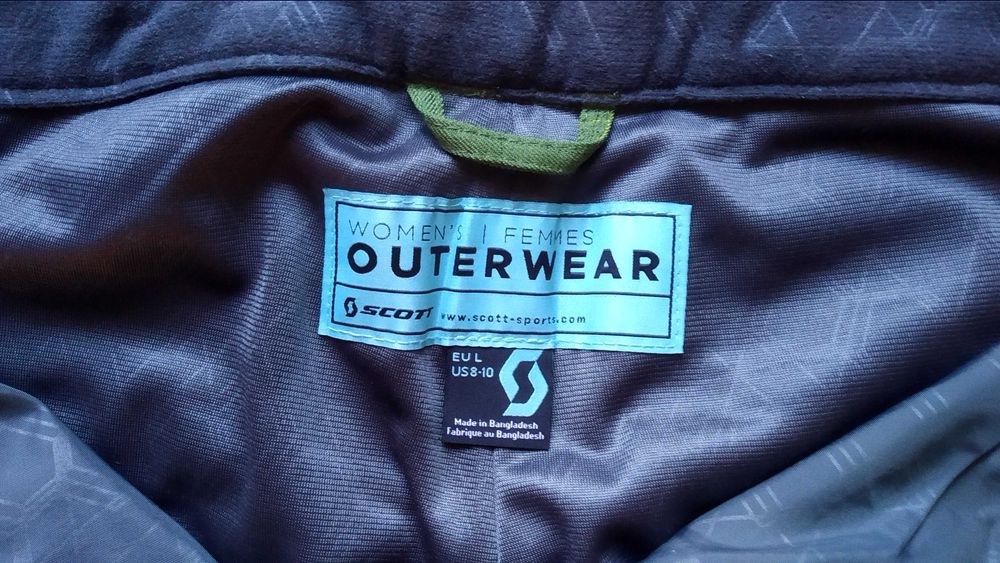 WOMEN'S | FEMMES
OUTERWEAR
SCOTT www.scott-sports.com
EU L
US 8-10
Made in Bangladesh
Fabrique au Bangladesh